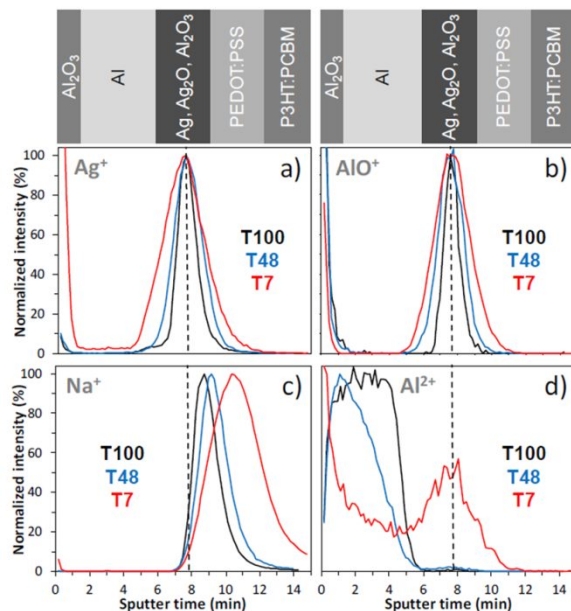 Al₂O₃
Al
Ag, Ag₂O, Al₂O₃
PEDOT:PSS
P3HT:PCBM
Al₂O₃
Al
Ag, Ag₂O, Al₂O₃
PEDOT:PSS
P3HT:PCBM
Normalized intensity (%)
100
80
60
40
20
0
Ag⁺
a)
T100
T48
T7
AlO⁺
b)
T100
T48
T7
Normalized intensity (%)
100
80
60
40
20
0
Na⁺
c)
T100
T48
T7
Al²⁺
d)
T100
T48
T7
0 2 4 6 8 10 12 14
Sputter time (min)
0 2 4 6 8 10 12 14
Sputter time (min)